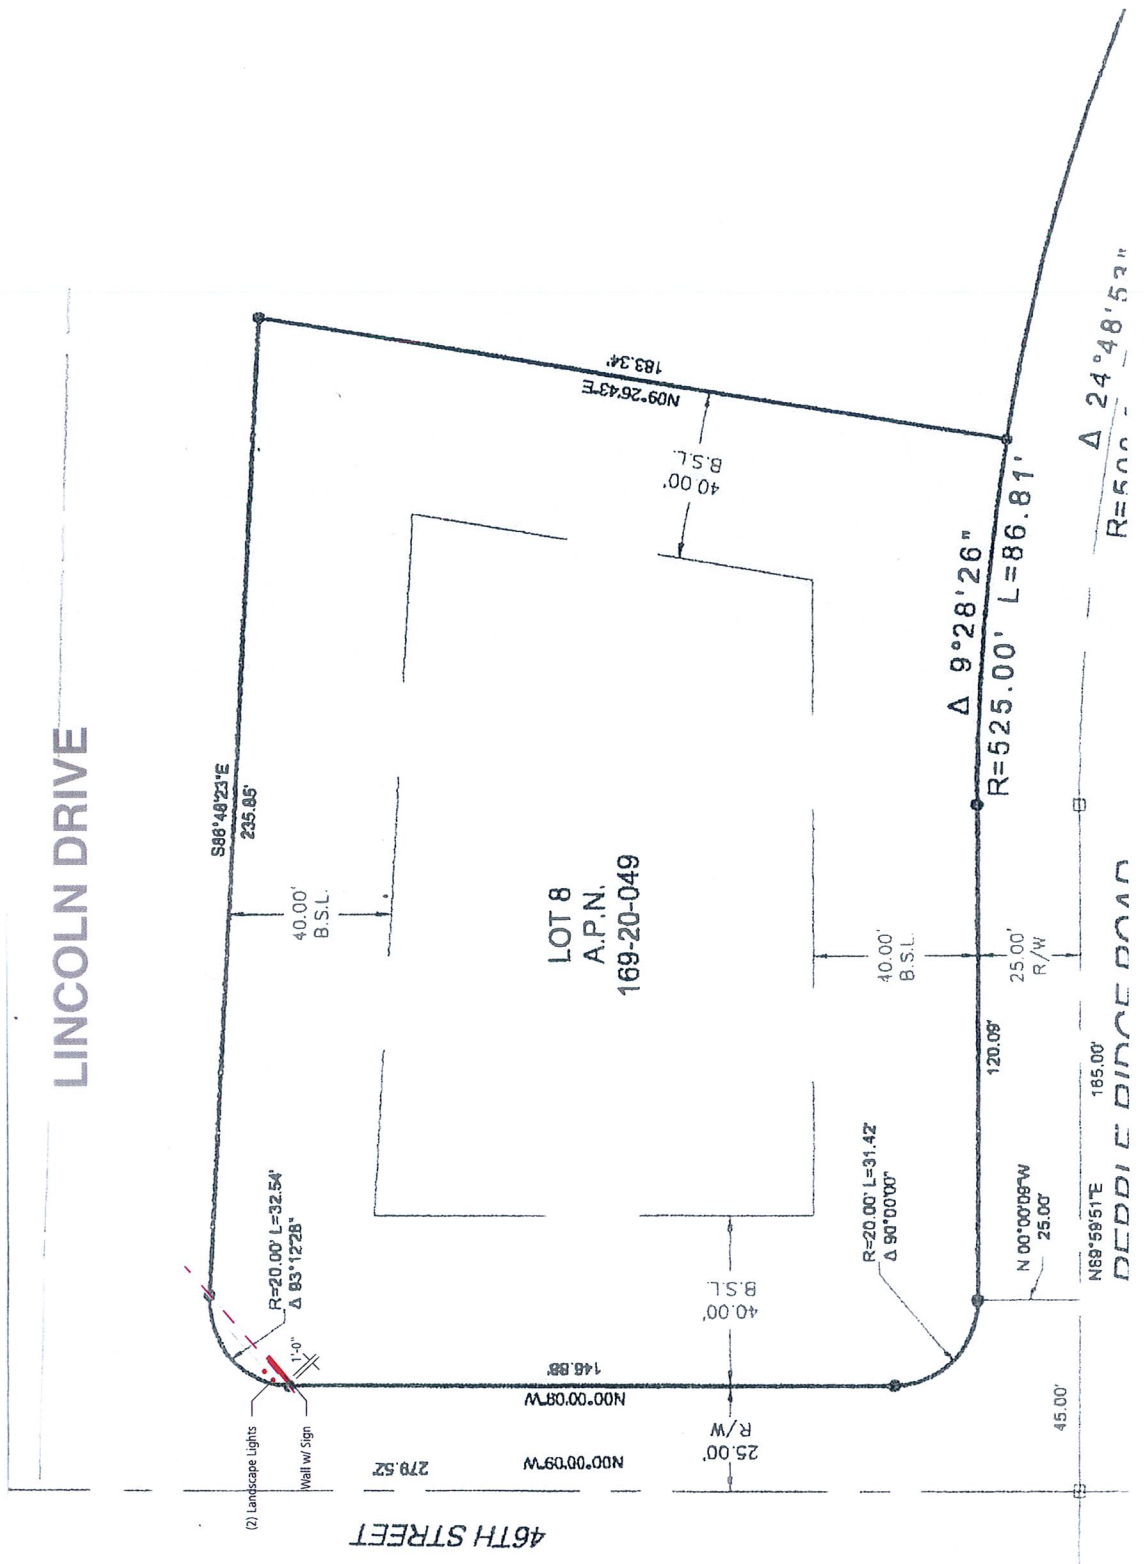 LINCOLN DRIVE
S86°48'23"E
235.85'
40.00'
B.S.L.
N09°26'43"E
183.34'
40.00'
B.S.L.
LOT 8
A.P.N.
169-20-049
R=20.00' L=32.54'
Δ 93°12'28"
1'-0"
(2) Landscape Lights
Wall w/ Sign
40.00'
B.S.L.
146.88'
N00°00'09"W
25.00'
R/W
279.52'
N00°00'09"W
46TH STREET
R=20.00' L=31.42'
Δ 90°00'00"
40.00'
B.S.L.
25.00'
R/W
120.09'
Δ 9°28'26"
R=525.00' L=86.81'
Δ 24°48'53"
N 00°00'09"W
25.00'
N89°59'51"E
165.00'
45.00'